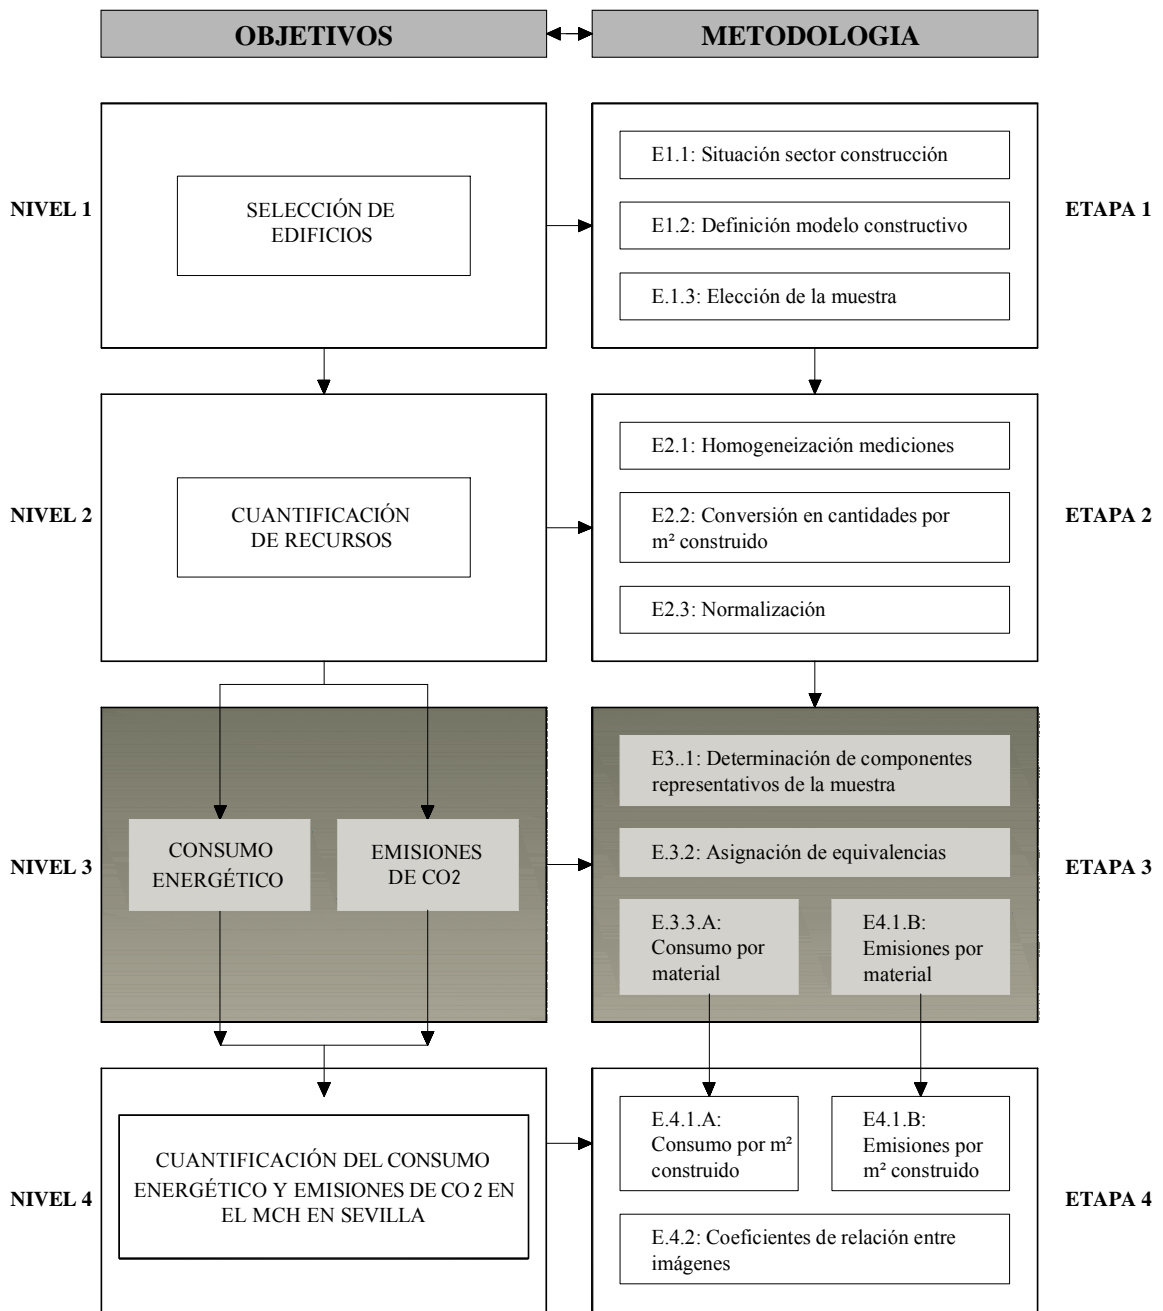 OBJETIVOS
METODOLOGIA
NIVEL 1
SELECCIÓN DE
EDIFICIOS
E1.1: Situación sector construcción
E1.2: Definición modelo constructivo
E.1.3: Elección de la muestra
ETAPA 1
NIVEL 2
CUANTIFICACIÓN
DE RECURSOS
E2.1: Homogeneización mediciones
E2.2: Conversión en cantidades por
m² construido
E2.3: Normalización
ETAPA 2
NIVEL 3
CONSUMO
ENERGÉTICO
EMISIONES
DE CO2
E3..1: Determinación de componentes
representativos de la muestra
E.3.2: Asignación de equivalencias
E.3.3.A:
Consumo por
material
E4.1.B:
Emisiones por
material
ETAPA 3
NIVEL 4
CUANTIFICACIÓN DEL CONSUMO
ENERGÉTICO Y EMISIONES DE CO 2 EN
EL MCH EN SEVILLA
E.4.1.A:
Consumo por m²
construido
E4.1.B:
Emisiones por
m² construido
E.4.2: Coeficientes de relación entre
imágenes
ETAPA 4